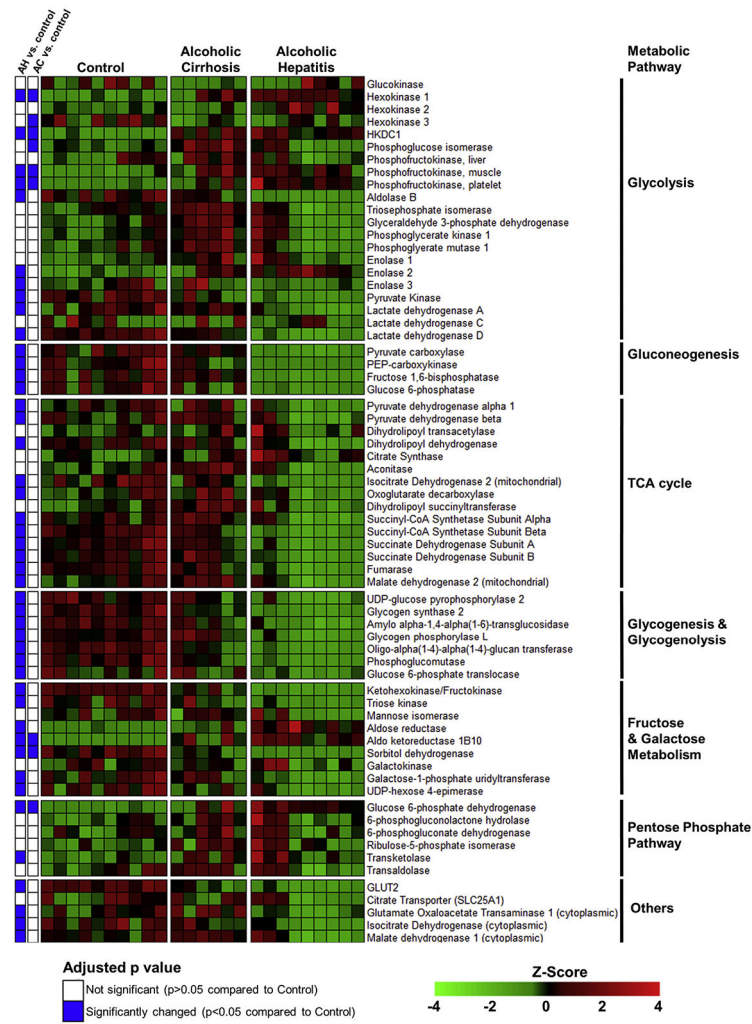 AH vs. control
AC vs. control
Control
Alcoholic
Cirrhosis
Alcoholic
Hepatitis
Metabolic
Pathway
Glucokinase
Hexokinase 1
Hexokinase 2
Hexokinase 3
HKDC1
Phosphoglucose isomerase
Phosphofructokinase, liver
Phosphofructokinase, muscle
Phosphofructokinase, platelet
Aldolase B
Triosephosphate isomerase
Glyceraldehyde 3-phosphate dehydrogenase
Phosphoglycerate kinase 1
Phosphoglyerate mutase 1
Enolase 1
Enolase 2
Enolase 3
Pyruvate Kinase
Lactate dehydrogenase A
Lactate dehydrogenase C
Lactate dehydrogenase D
Glycolysis
Pyruvate carboxylase
PEP-carboxykinase
Fructose 1,6-bisphosphatase
Glucose 6-phosphatase
Gluconeogenesis
Pyruvate dehydrogenase alpha 1
Pyruvate dehydrogenase beta
Dihydrolipoyl transacetylase
Dihydrolipoyl dehydrogenase
Citrate Synthase
Aconitase
Isocitrate Dehydrogenase 2 (mitochondrial)
Oxoglutarate decarboxylase
Dihydrolipoyl succinyltransferase
Succinyl-CoA Synthetase Subunit Alpha
Succinyl-CoA Synthetase Subunit Beta
Succinate Dehydrogenase Subunit A
Succinate Dehydrogenase Subunit B
Fumarase
Malate dehydrogenase 2 (mitochondrial)
TCA cycle
UDP-glucose pyrophosphorylase 2
Glycogen synthase 2
Amylo alpha-1,4-alpha(1-6)-transglucosidase
Glycogen phosphorylase L
Oligo-alpha(1-4)-alpha(1-4)-glucan transferase
Phosphoglucomutase
Glucose 6-phosphate translocase
Glycogenesis &
Glycogenolysis
Ketohexokinase/Fructokinase
Triose kinase
Mannose isomerase
Aldose reductase
Aldo ketoreductase 1B10
Sorbitol dehydrogenase
Galactokinase
Galactose-1-phosphate uridyltransferase
UDP-hexose 4-epimerase
Fructose
& Galactose
Metabolism
Glucose 6-phosphate dehydrogenase
6-phosphogluconolactone hydrolase
6-phosphogluconate dehydrogenase
Ribulose-5-phosphate isomerase
Transketolase
Transaldolase
Pentose Phosphate
Pathway
GLUT2
Citrate Transporter (SLC25A1)
Glutamate Oxaloacetate Transaminase 1 (cytoplasmic)
Isocitrate Dehydrogenase (cytoplasmic)
Malate dehydrogenase 1 (cytoplasmic)
Others
Adjusted p value
Not significant (p>0.05 compared to Control)
Significantly changed (p<0.05 compared to Control)
Z-Score
-4 -2 0 2 4